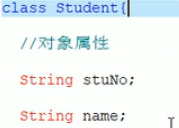 class Student{
//对象属性
String stuNo;
String name;